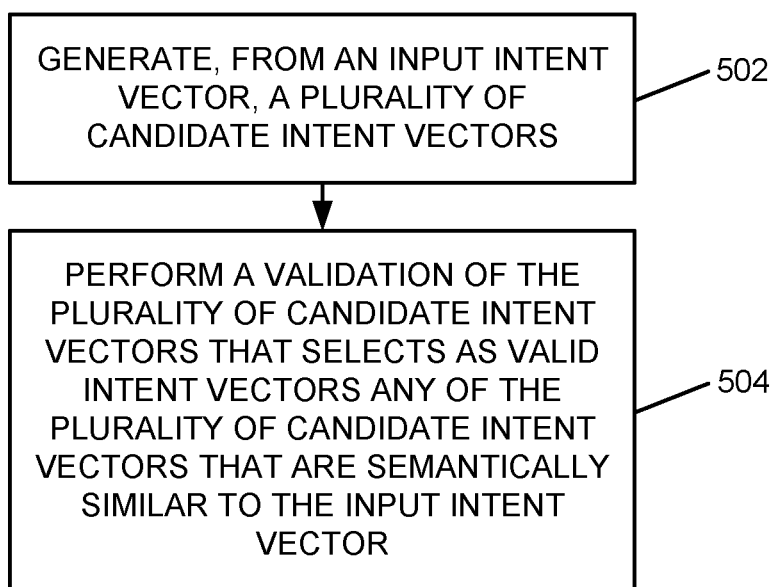 GENERATE, FROM AN INPUT INTENT
VECTOR, A PLURALITY OF
CANDIDATE INTENT VECTORS
502
PERFORM A VALIDATION OF THE
PLURALITY OF CANDIDATE INTENT
VECTORS THAT SELECTS AS VALID
INTENT VECTORS ANY OF THE
PLURALITY OF CANDIDATE INTENT
VECTORS THAT ARE SEMANTICALLY
SIMILAR TO THE INPUT INTENT
VECTOR
504